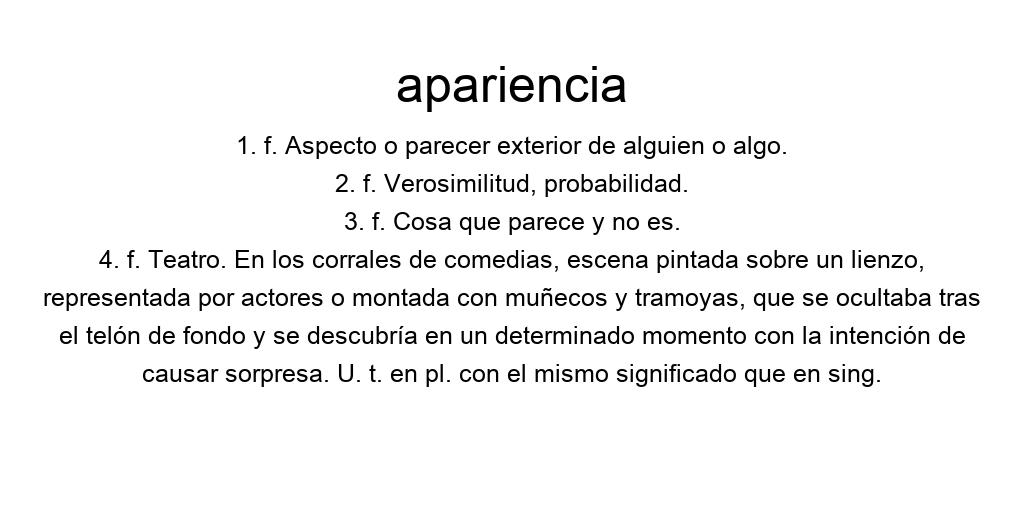 apariencia
1. f. Aspecto o parecer exterior de alguien o algo.
2. f. Verosimilitud, probabilidad.
3. f. Cosa que parece y no es.
4. f. Teatro. En los corrales de comedias, escena pintada sobre un lienzo,
representada por actores o montada con muñecos y tramoyas, que se ocultaba tras
el telón de fondo y se descubría en un determinado momento con la intención de
causar sorpresa. U. t. en pl. con el mismo significado que en sing.